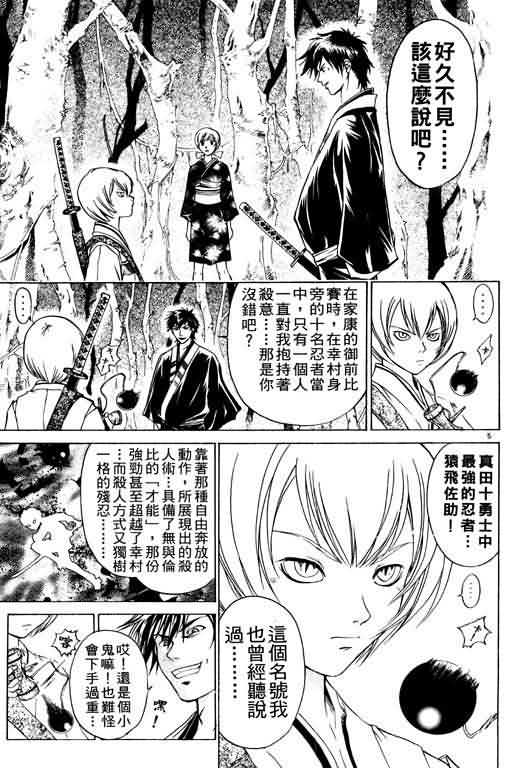 好久不見……
該這麼說吧？
在家康的御前比
賽時，在幸村身
旁的十名忍者當
中，只有一個人
一直對我抱持著
殺意……那是你
沒錯吧？
……
……
5
真田十勇士中
最強的忍者…
猿飛佐助！
這個名號我
也曾經聽說
過………
靠著那種自由奔放的
動作，所展現出的殺
人術…具備了無與倫
比的「才能」，那份
強勁甚至超越了幸村
…而殺人方式又獨樹
一格的殘忍……
哎！還是個小
鬼嘛！也難怪
會下手過重…
嘿！